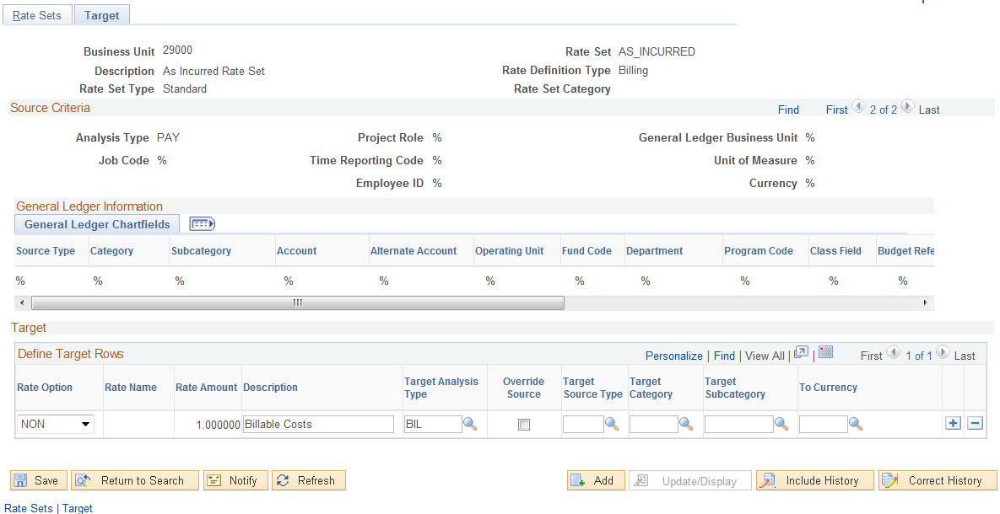 Rate Sets Target
Business Unit 29000 Rate Set AS_INCURRED
Description As Incurred Rate Set Rate Definition Type Billing
Rate Set Type Standard Rate Set Category
Source Criteria Find First 2 of 2 Last
Analysis Type PAY Project Role % General Ledger Business Unit %
Job Code % Time Reporting Code % Unit of Measure %
Employee ID % Currency %
General Ledger Information
General Ledger Chartfields
Source Type Category Subcategory Account Alternate Account Operating Unit Fund Code Department Program Code Class Field Budget Refe
% % % % % % % % % % %
Target
Define Target Rows Personalize | Find | View All | | First 1 of 1 Last
Rate Option Rate Name Rate Amount Description Target Analysis Type Override Source Target Source Type Target Category Target Subcategory To Currency
NON 1.000000 Billable Costs BIL
Save Return to Search Notify Refresh Add Update/Display Include History Correct History
Rate Sets | Target